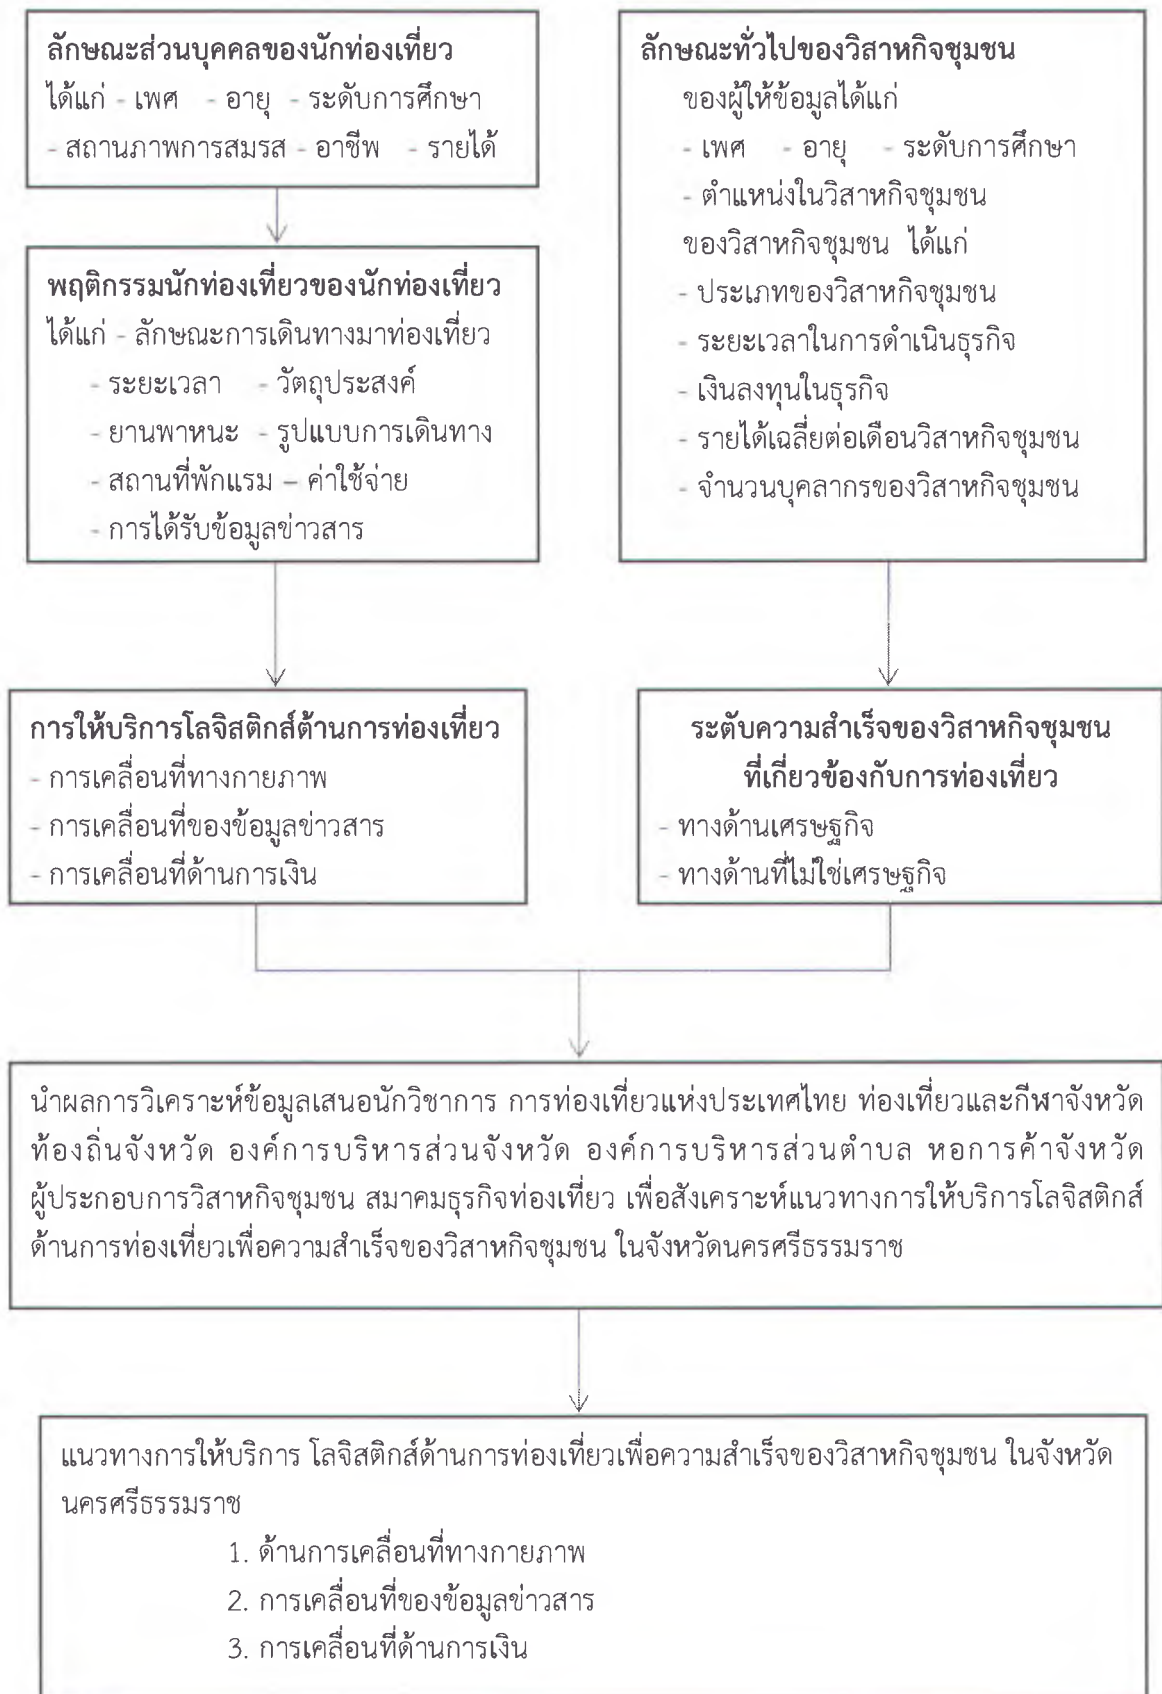 ลักษณะส่วนบุคคลของนักท่องเที่ยว
ได้แก่ - เพศ - อายุ - ระดับการศึกษา
- สถานภาพการสมรส - อาชีพ - รายได้
พฤติกรรมนักท่องเที่ยวของนักท่องเที่ยว
ได้แก่ - ลักษณะการเดินทางมาท่องเที่ยว
- ระยะเวลา - วัตถุประสงค์
- ยานพาหนะ - รูปแบบการเดินทาง
- สถานที่พักแรม – ค่าใช้จ่าย
- การได้รับข้อมูลข่าวสาร
ลักษณะทั่วไปของวิสาหกิจชุมชน
ของผู้ให้ข้อมูลได้แก่
- เพศ - อายุ - ระดับการศึกษา
- ตำแหน่งในวิสาหกิจชุมชน
ของวิสาหกิจชุมชน ได้แก่
- ประเภทของวิสาหกิจชุมชน
- ระยะเวลาในการดำเนินธุรกิจ
- เงินลงทุนในธุรกิจ
- รายได้เฉลี่ยต่อเดือนวิสาหกิจชุมชน
- จำนวนบุคลากรของวิสาหกิจชุมชน
การให้บริการโลจิสติกส์ด้านการท่องเที่ยว
- การเคลื่อนที่ทางกายภาพ
- การเคลื่อนที่ของข้อมูลข่าวสาร
- การเคลื่อนที่ด้านการเงิน
ระดับความสำเร็จของวิสาหกิจชุมชน
ที่เกี่ยวข้องกับการท่องเที่ยว
- ทางด้านเศรษฐกิจ
- ทางด้านที่ไม่ใช่เศรษฐกิจ
นำผลการวิเคราะห์ข้อมูลเสนอนักวิชาการ การท่องเที่ยวแห่งประเทศไทย ท่องเที่ยวและกีฬาจังหวัด
ท้องถิ่นจังหวัด องค์การบริหารส่วนจังหวัด องค์การบริหารส่วนตำบล หอการค้าจังหวัด
ผู้ประกอบการวิสาหกิจชุมชน สมาคมธุรกิจท่องเที่ยว เพื่อสังเคราะห์แนวทางการให้บริการโลจิสติกส์
ด้านการท่องเที่ยวเพื่อความสำเร็จของวิสาหกิจชุมชน ในจังหวัดนครศรีธรรมราช
แนวทางการให้บริการ โลจิสติกส์ด้านการท่องเที่ยวเพื่อความสำเร็จของวิสาหกิจชุมชน ในจังหวัด
นครศรีธรรมราช
1. ด้านการเคลื่อนที่ทางกายภาพ
2. การเคลื่อนที่ของข้อมูลข่าวสาร
3. การเคลื่อนที่ด้านการเงิน